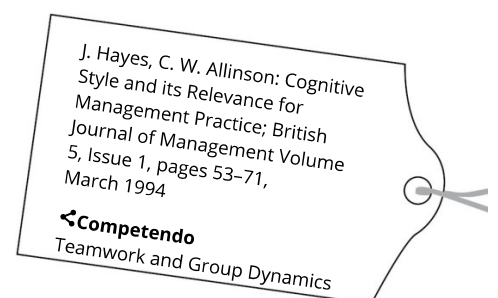 J. Hayes, C. W. Allinson: Cognitive
Style and its Relevance for
Management Practice; British
Journal of Management Volume
5, Issue 1, pages 53–71,
March 1994
Competendo
Teamwork and Group Dynamics